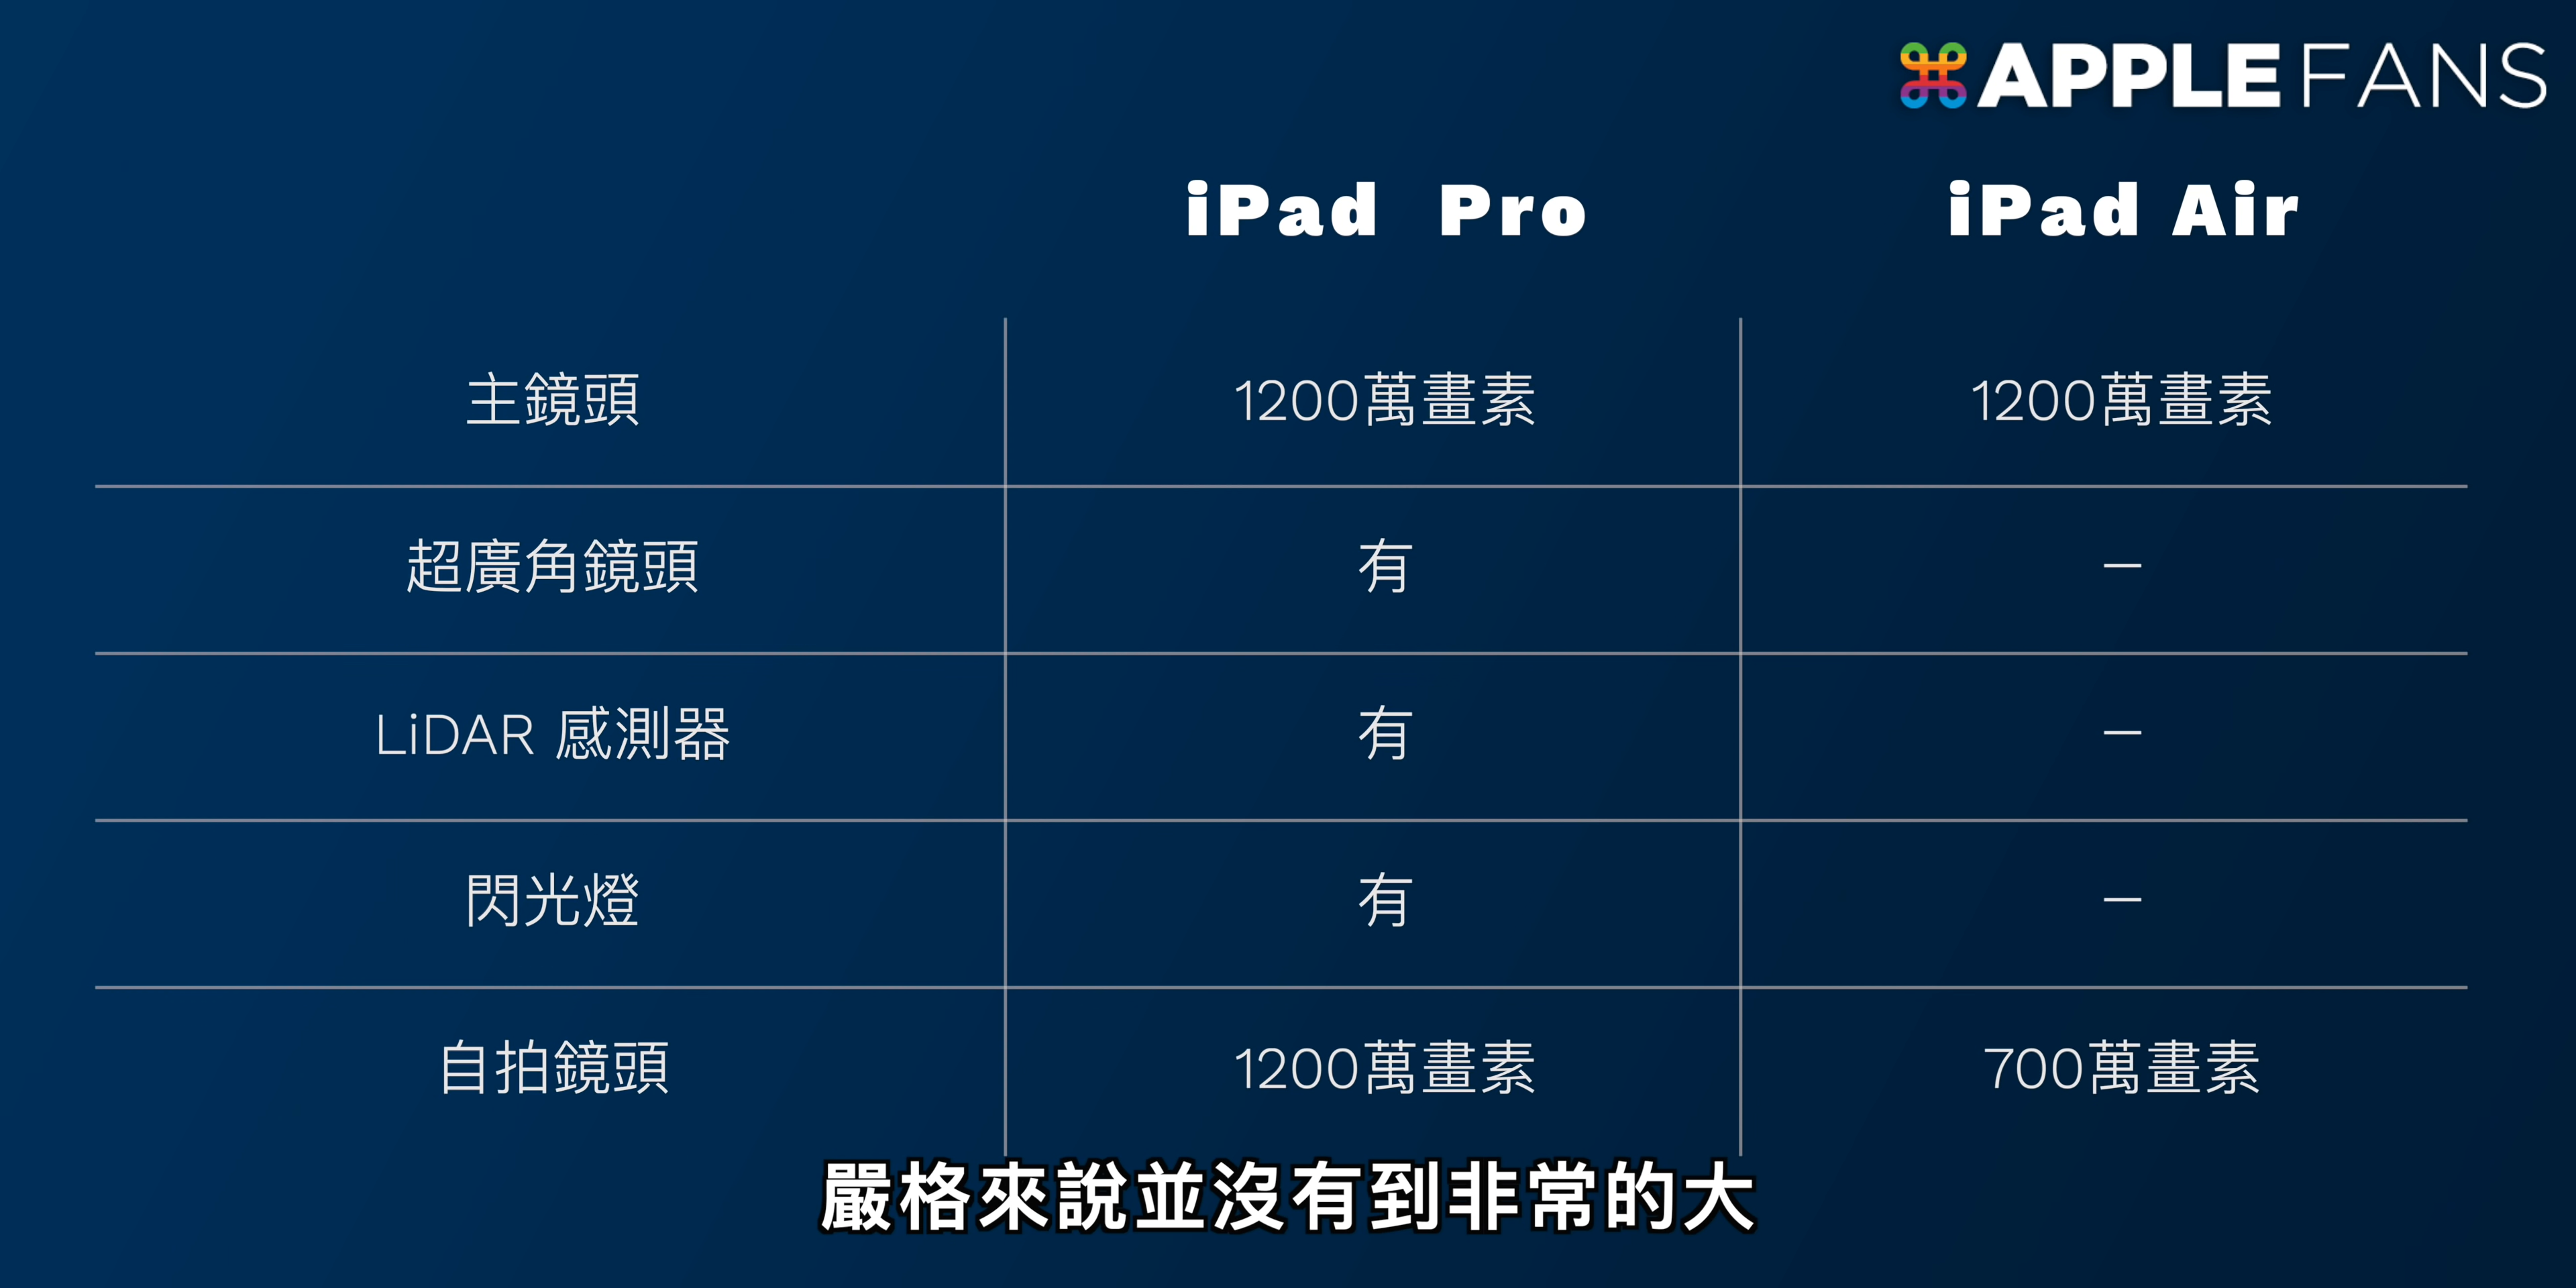 APPLE FANS
iPad Pro iPad Air
主鏡頭 1200萬畫素 1200萬畫素
超廣角鏡頭 有 –
LiDAR 感測器 有 –
閃光燈 有 –
自拍鏡頭 1200萬畫素 700萬畫素
嚴格來說並沒有到非常的大